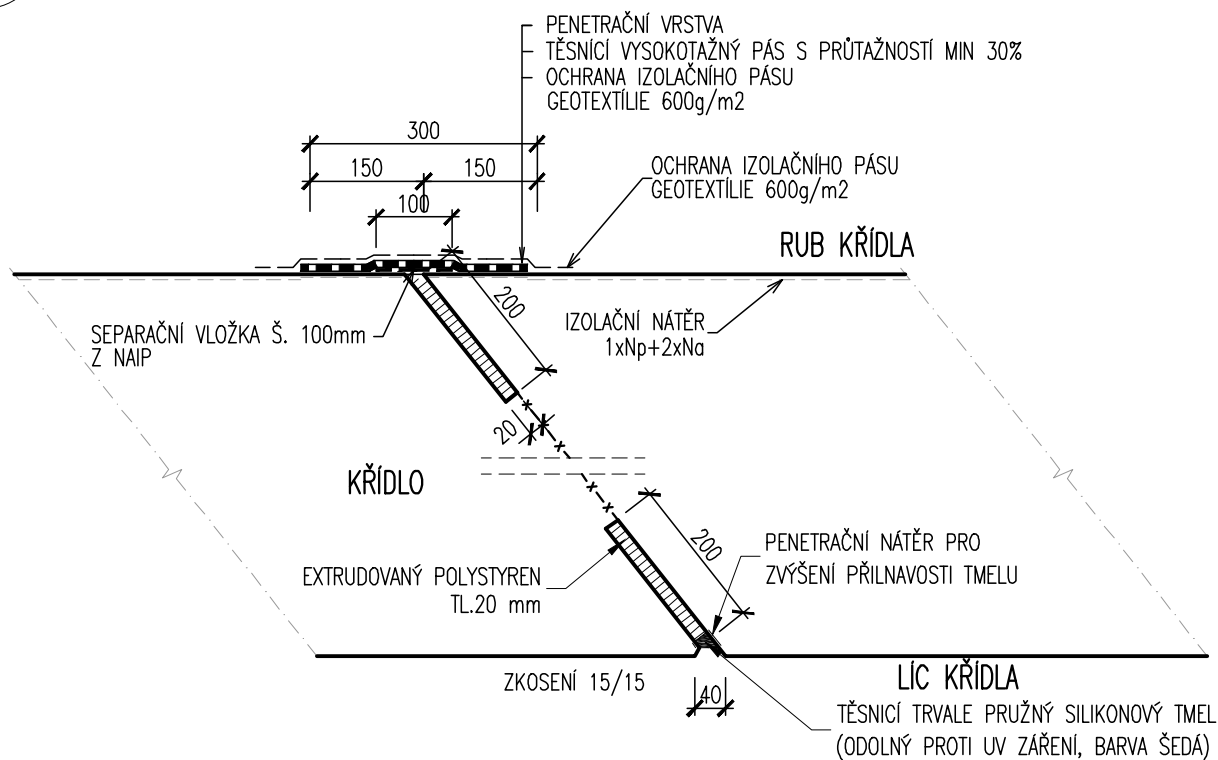 PENETRAČNÍ VRSTVA
TĚSNÍCÍ VYSOKOTAŽNÝ PÁS S PRŮTAŽNOSTÍ MIN 30%
OCHRANA IZOLAČNÍHO PÁSU
GEOTEXTÍLIE 600g/m2
300
150
150
100
OCHRANA IZOLAČNÍHO PÁSU
GEOTEXTÍLIE 600g/m2
RUB KŘÍDLA
200
SEPARAČNÍ VLOŽKA Š. 100mm
Z NAIP
IZOLAČNÍ NÁTĚR
1xNp+2xNa
20
KŘÍDLO
200
PENETRAČNÍ NÁTĚR PRO
ZVÝŠENÍ PŘILNAVOSTI TMELU
EXTRUDOVANÝ POLYSTYREN
TL.20 mm
ZKOSENÍ 15/15
40
LÍC KŘÍDLA
TĚSNICÍ TRVALE PRUŽNÝ SILIKONOVÝ TMEL
(ODOLNÝ PROTI UV ZÁŘENÍ, BARVA ŠEDÁ)